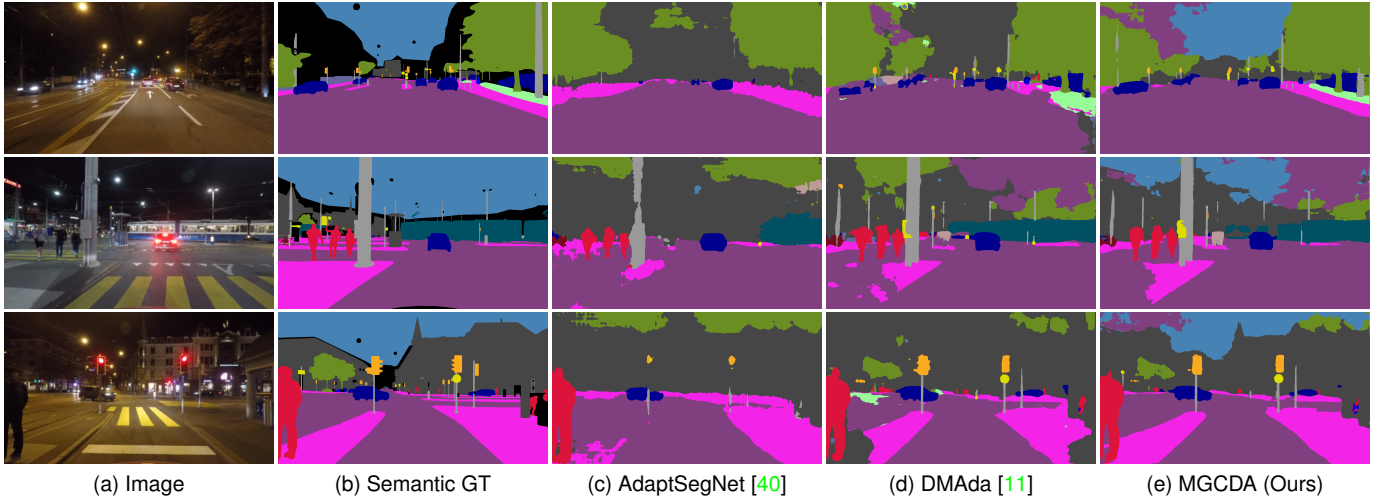 (a) Image
(b) Semantic GT
(c) AdaptSegNet [40]
(d) DMAda [11]
(e) MGCDA (Ours)